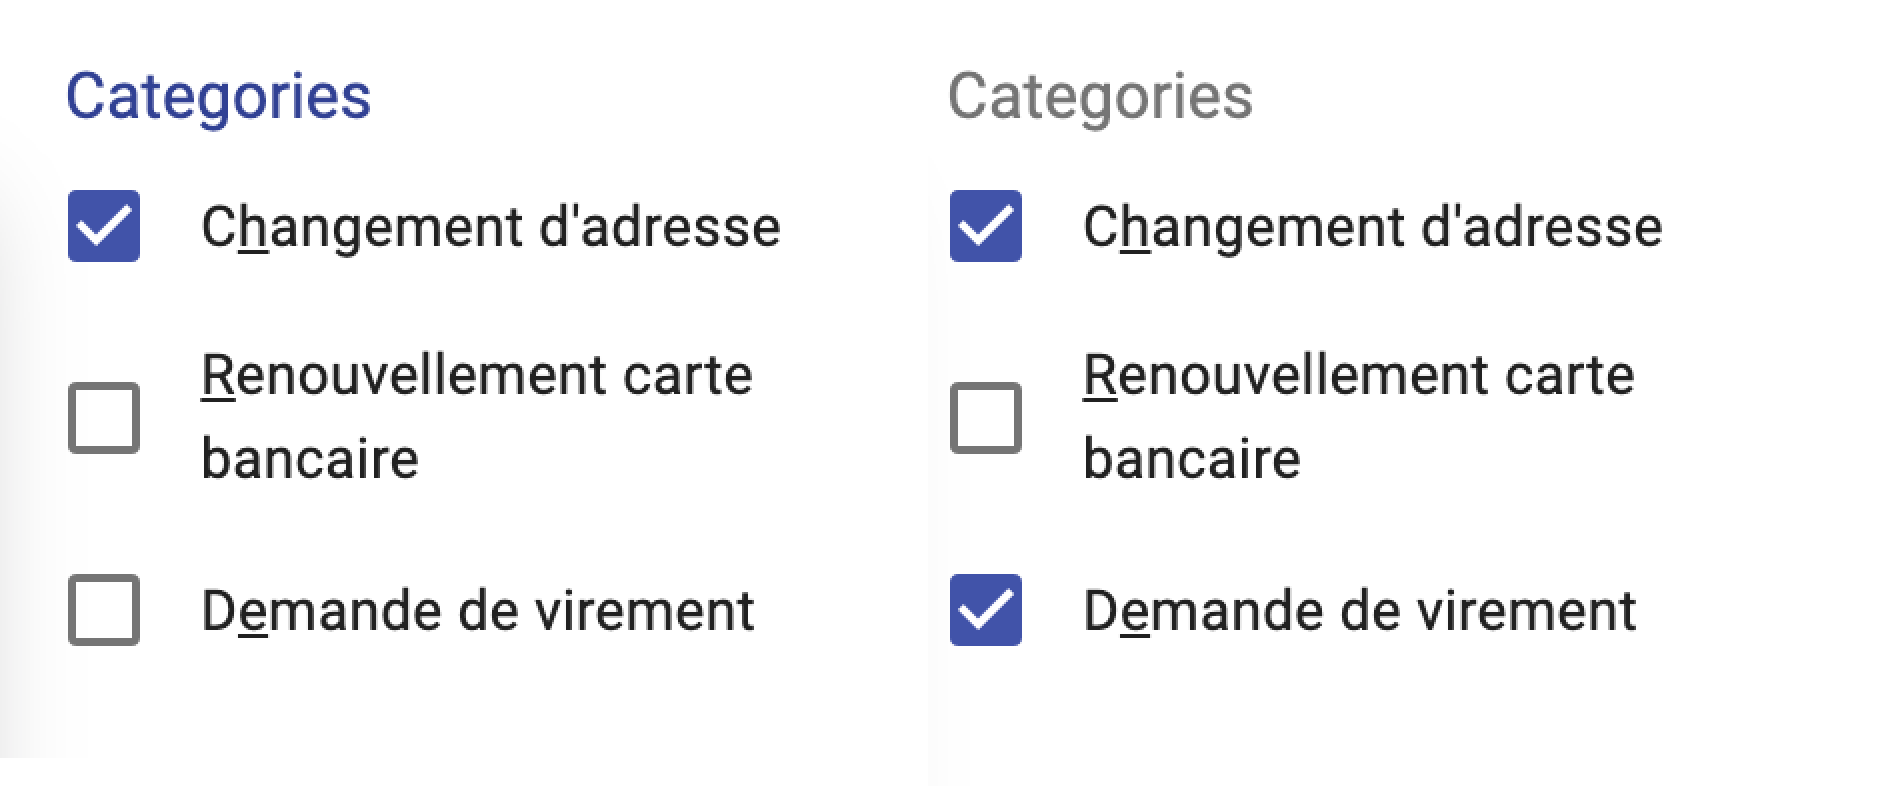 Categories
Changement d'adresse
Renouvellement carte
bancaire
Demande de virement
Categories
Changement d'adresse
Renouvellement carte
bancaire
Demande de virement